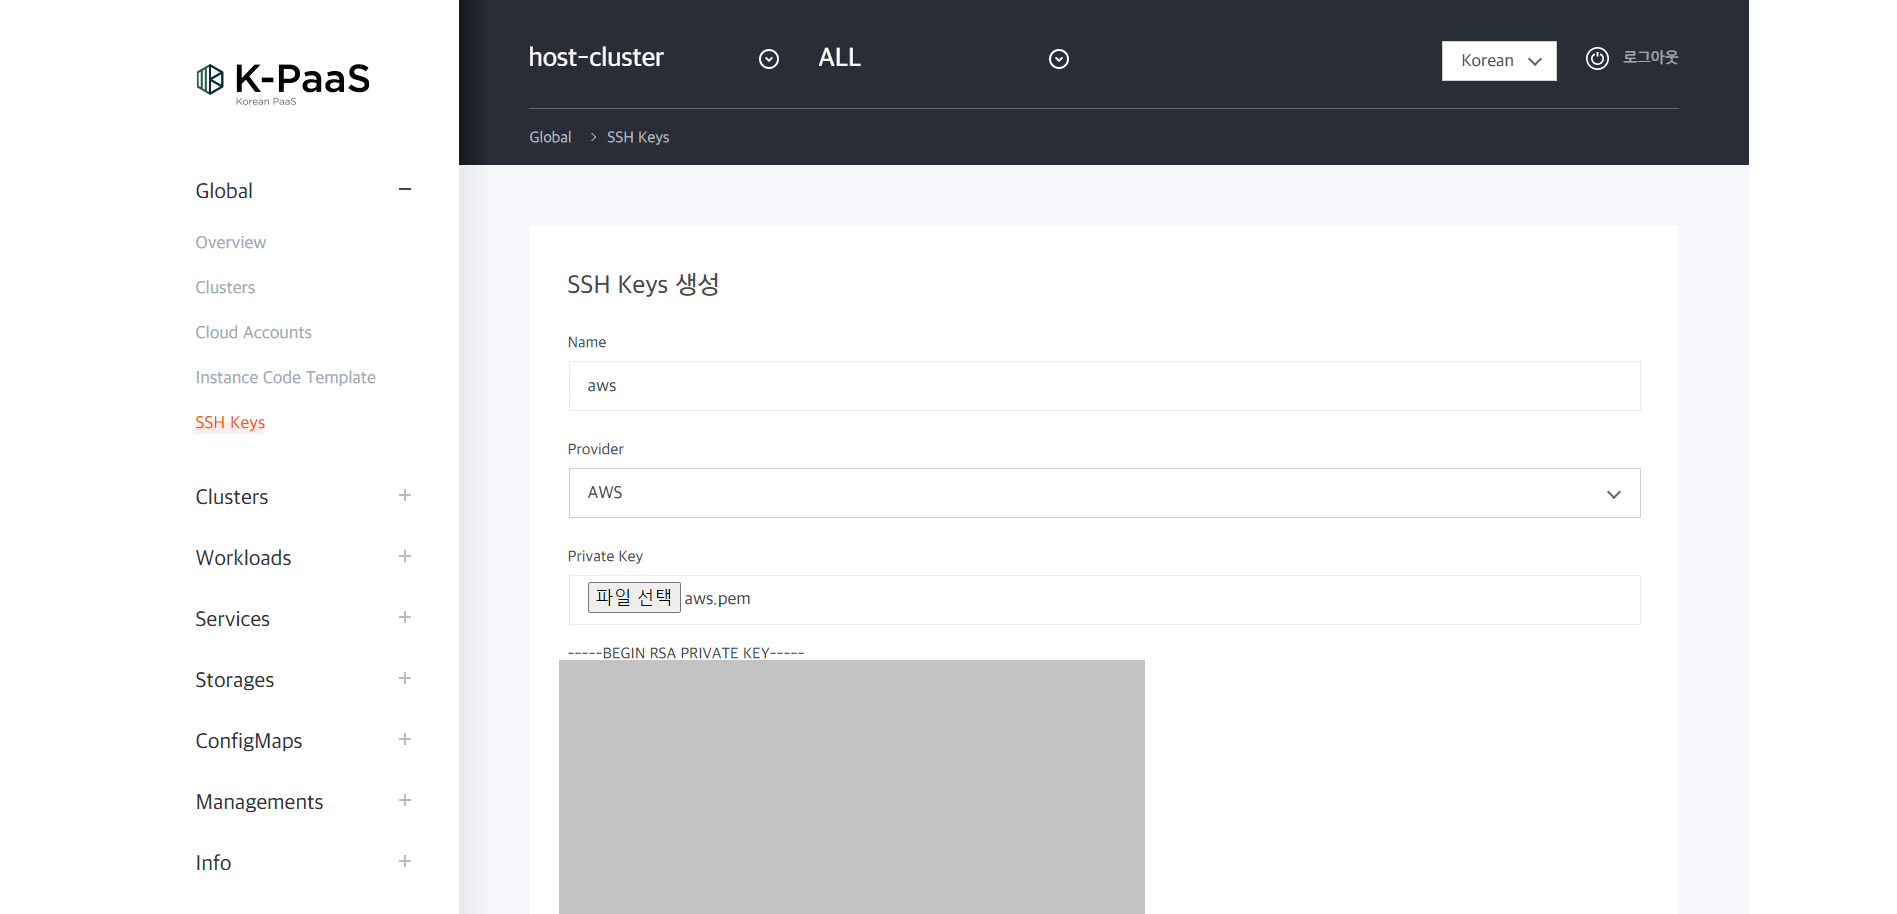 K-PaaS
Korean PaaS
host-cluster
ALL
Korean
로그아웃
Global > SSH Keys
Global
Overview
Clusters
Cloud Accounts
Instance Code Template
SSH Keys
Clusters
Workloads
Services
Storages
ConfigMaps
Managements
Info
SSH Keys 생성
Name
aws
Provider
AWS
Private Key
파일 선택 aws.pem
-----BEGIN RSA PRIVATE KEY-----